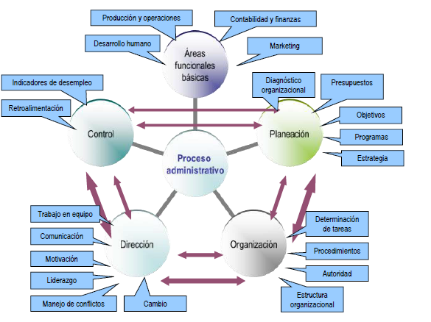 Producción y operaciones
Contabilidad y finanzas
Desarrollo humano
Marketing
Áreas
funcionales
básicas
Indicadores de desempleo
Retroalimentación
Diagnóstico
organizacional
Presupuestos
Objetivos
Programas
Estrategia
Control
Planeación
Proceso
administrativo
Trabajo en equipo
Comunicación
Motivación
Liderazgo
Manejo de conflictos
Cambio
Dirección
Organización
Determinación
de tareas
Procedimientos
Autoridad
Estructura
organizacional